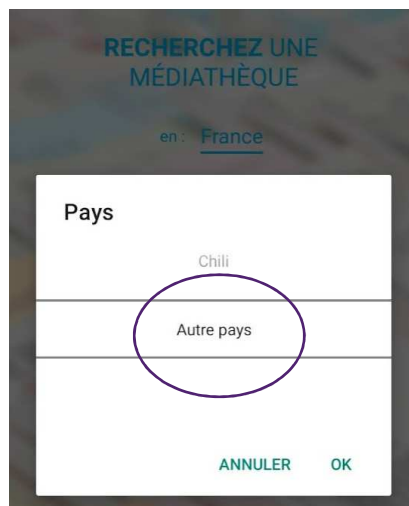 RECHERCHEZ UNE
MÉDIATHÈQUE
en : France
Pays
Chili
Autre pays
ANNULER OK